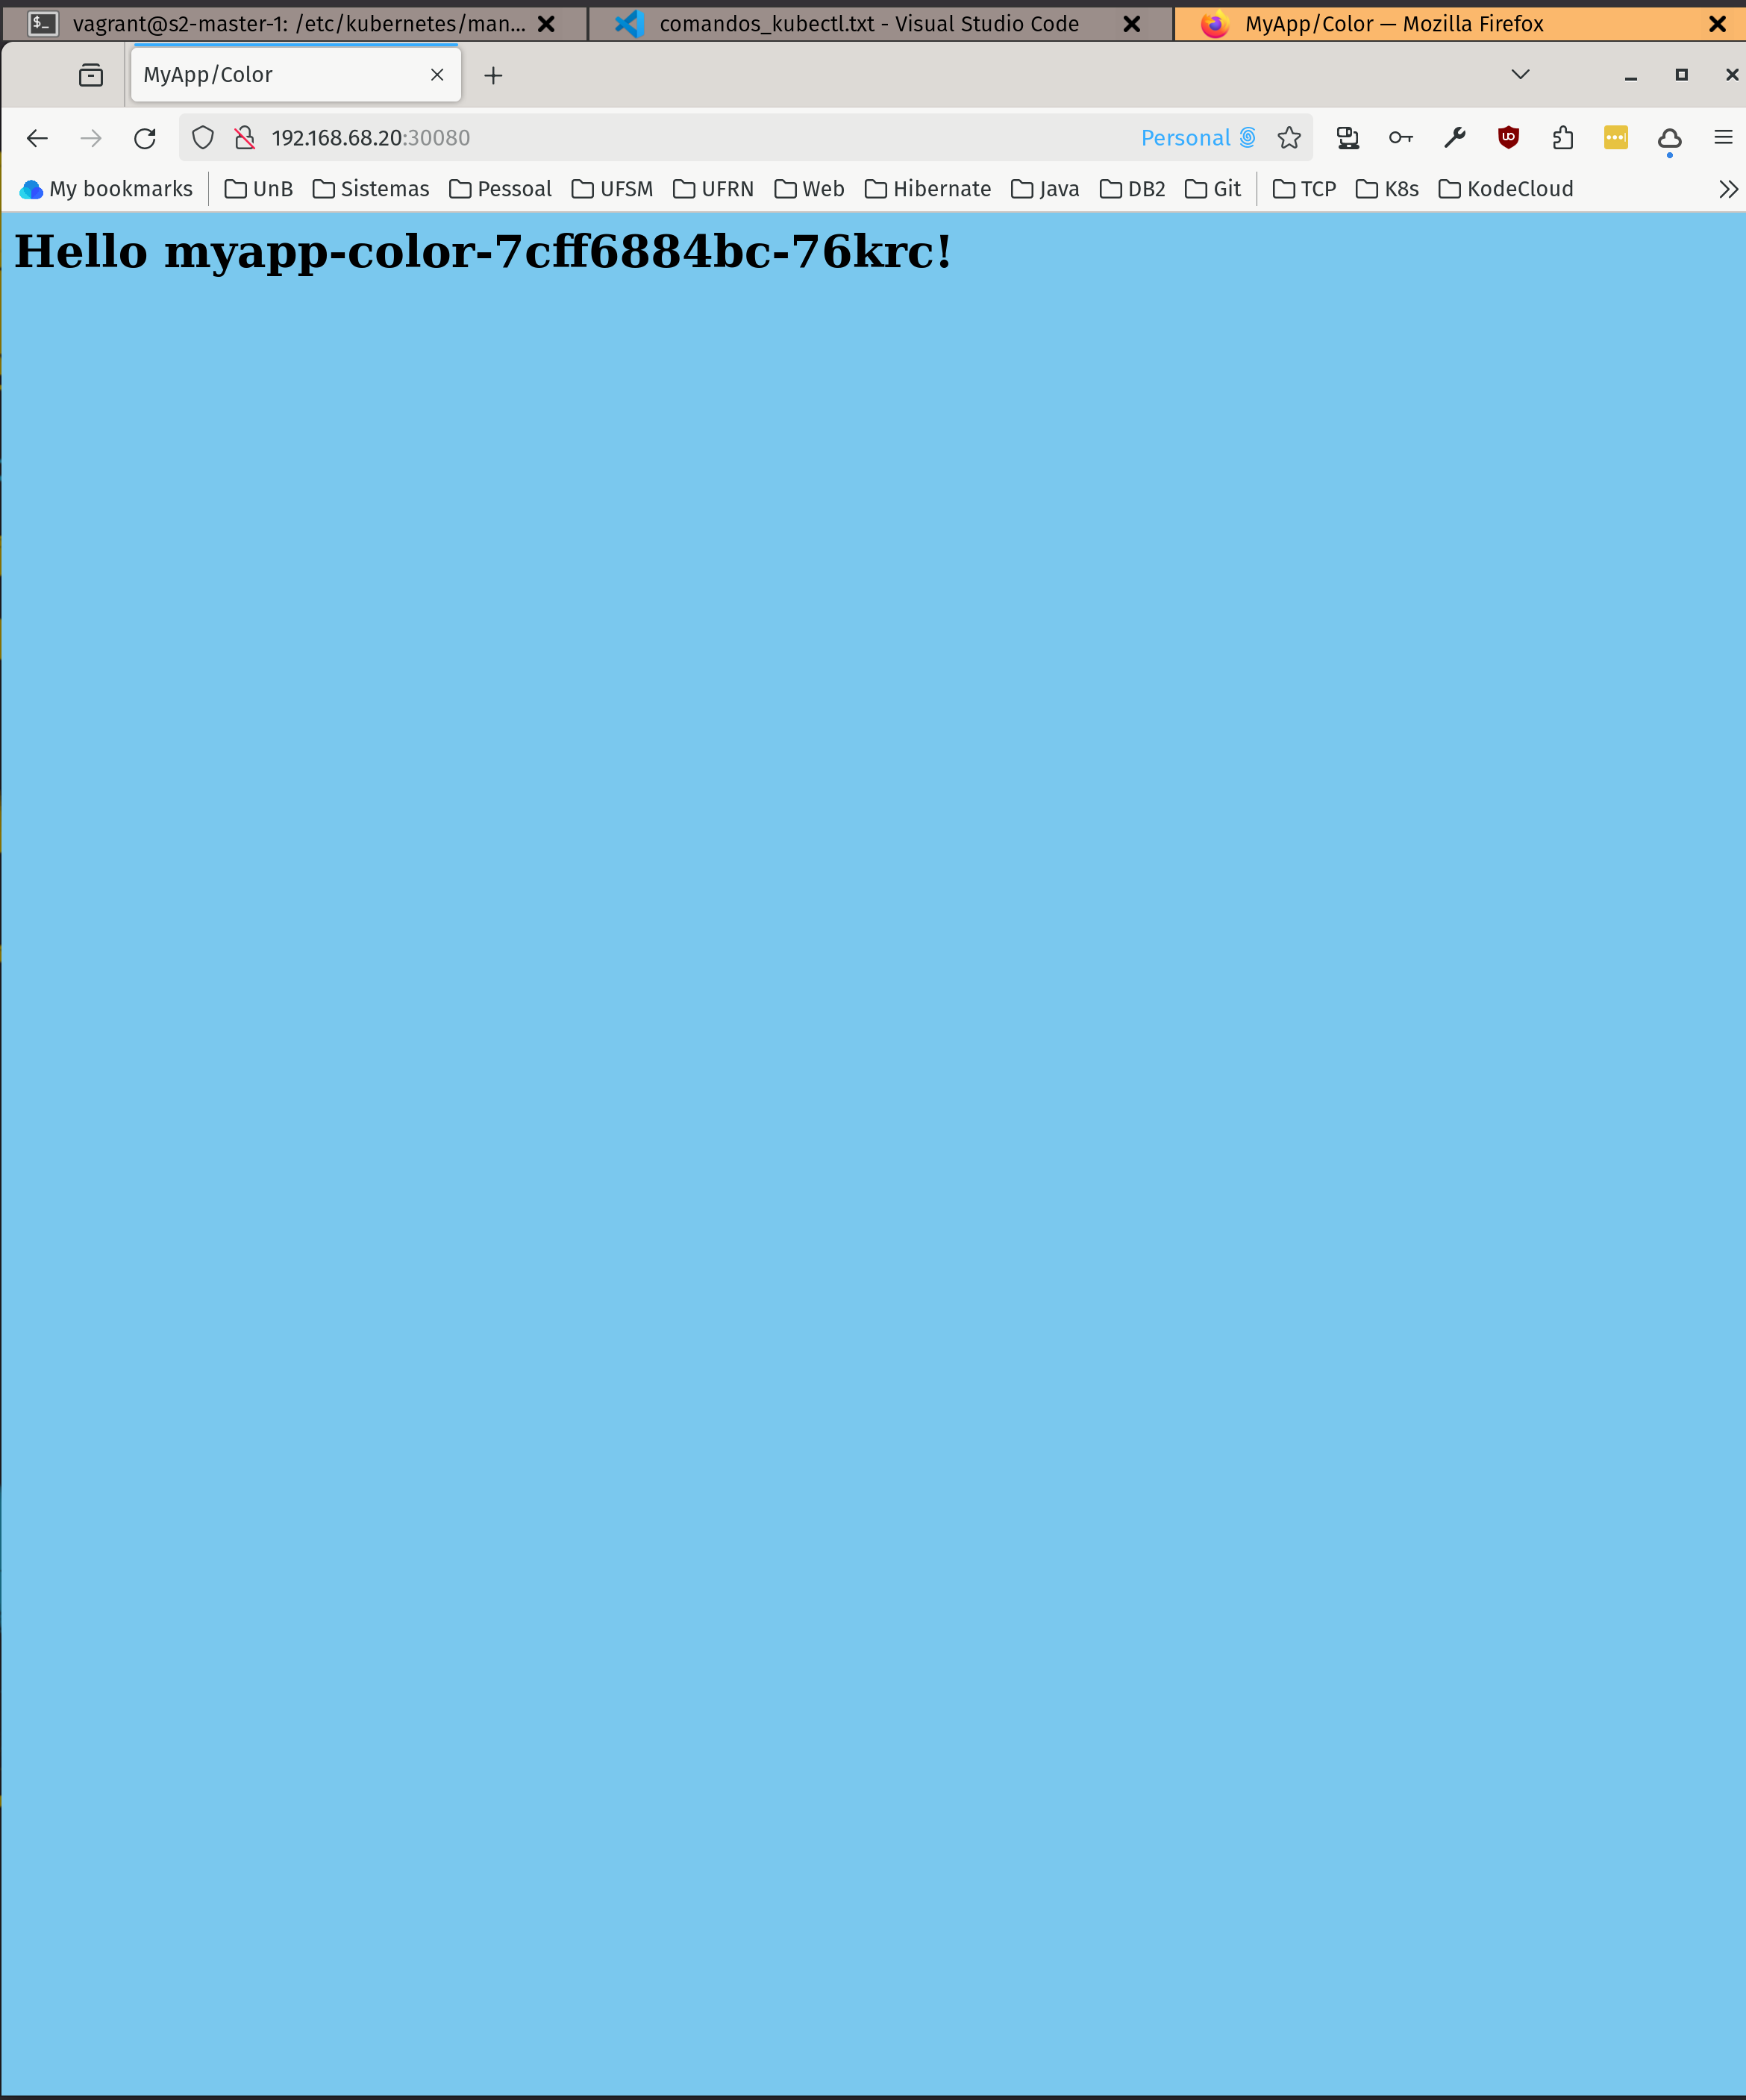 vagrant@s2-master-1: /etc/kubernetes/man...
comandos_kubectl.txt - Visual Studio Code
MyApp/Color — Mozilla Firefox
MyApp/Color
192.168.68.20:30080
Personal
My bookmarks UnB Sistemas Pessoal UFSM UFRN Web Hibernate Java DB2 Git TCP K8s KodeCloud
Hello myapp-color-7cff6884bc-76krc!